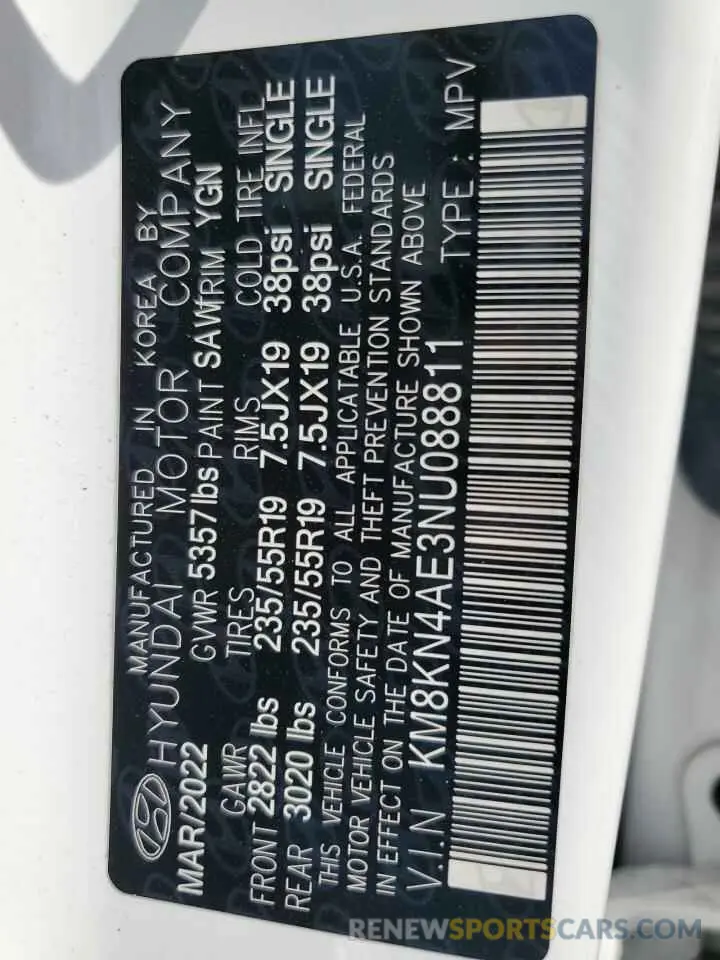 MANUFACTURED IN KOREA BY
HYUNDAI MOTOR COMPANY
MAR/2022 GVWR 5357lbs PAINT SAW TRIM YGN
GAWR TIRES RIMS COLD TIRE INFL
FRONT 2822 lbs 235/55R19 7.5JX19 38psi SINGLE
REAR 3020 lbs 235/55R19 7.5JX19 38psi SINGLE
THIS VEHICLE CONFORMS TO ALL APPLICATABLE U.S.A. FEDERAL
MOTOR VEHICLE SAFETY AND THEFT PREVENTION STANDARDS
IN EFFECT ON THE DATE OF MANUFACTURE SHOWN ABOVE
V.I.N KM8KN4AE3NU088811 TYPE : MPV
RENEWSPORTSCARS.COM